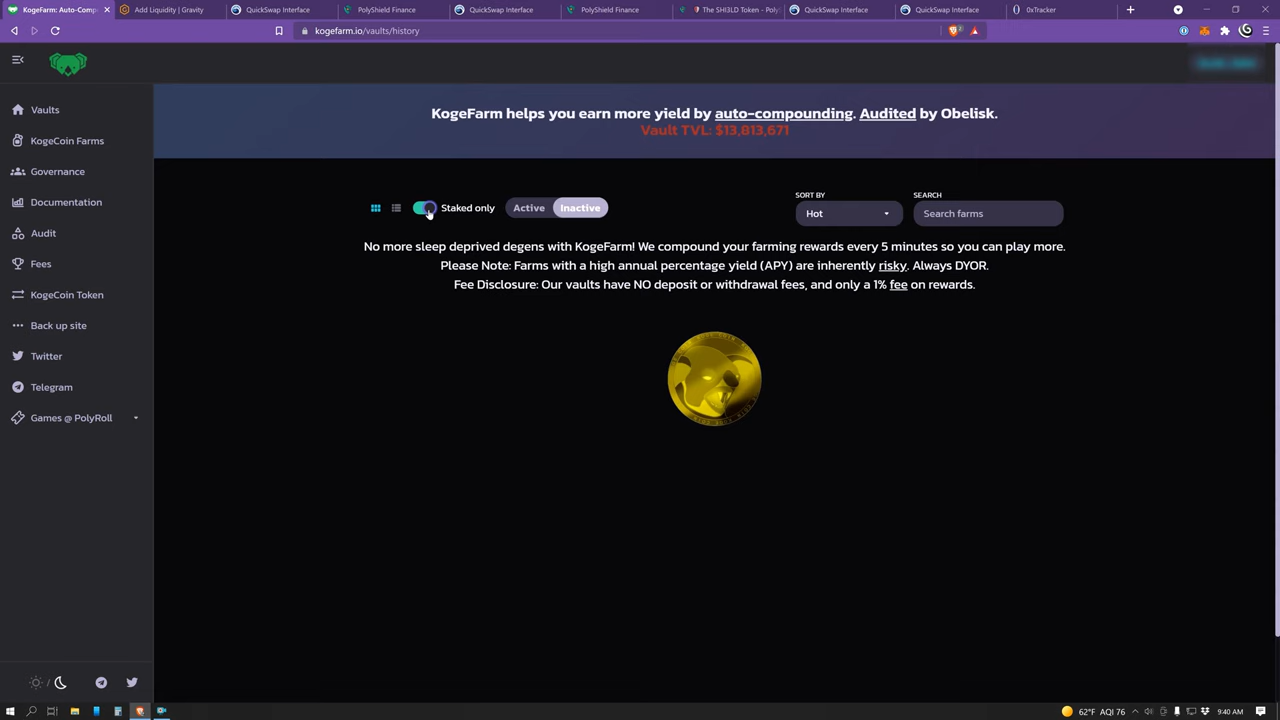 KogeFarm: Auto-Comp
Add Liquidity | Gravity
QuickSwap Interface
PolyShield Finance
QuickSwap Interface
PolyShield Finance
The SHI3LD Token - Poly
QuickSwap Interface
QuickSwap Interface
0xTracker
kogefarm.io/vaults/history
Vaults
KogeCoin Farms
Governance
Documentation
Audit
Fees
KogeCoin Token
Back up site
Twitter
Telegram
Games @ PolyRoll
KogeFarm helps you earn more yield by auto-compounding. Audited by Obelisk.
Vault TVL: $13,813,671
Staked only
Active
Inactive
SORT BY
Hot
SEARCH
Search farms
No more sleep deprived degens with KogeFarm! We compound your farming rewards every 5 minutes so you can play more.
Please Note: Farms with a high annual percentage yield (APY) are inherently risky. Always DYOR.
Fee Disclosure: Our vaults have NO deposit or withdrawal fees, and only a 1% fee on rewards.
62°F AQI 76
9:40 AM